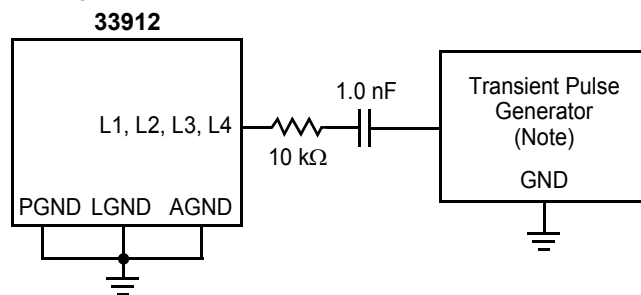 33912
L1, L2, L3, L4
10 kΩ
1.0 nF
Transient Pulse
Generator
(Note)
GND
PGND LGND AGND